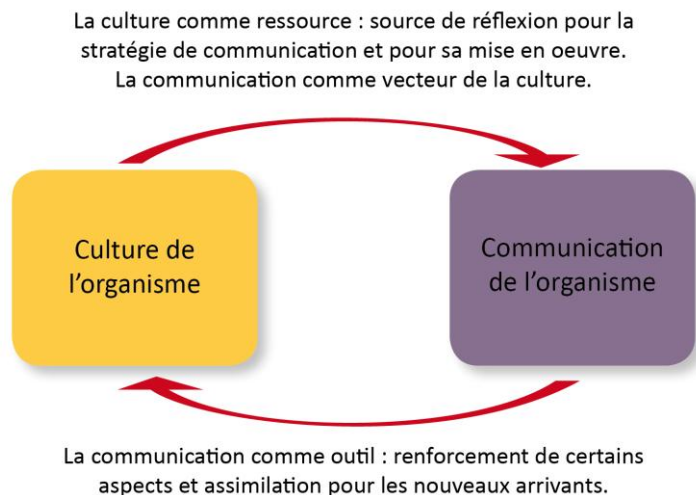 La culture comme ressource : source de réflexion pour la
stratégie de communication et pour sa mise en oeuvre.
La communication comme vecteur de la culture.
Culture de
l'organisme
Communication
de l'organisme
La communication comme outil : renforcement de certains
aspects et assimilation pour les nouveaux arrivants.